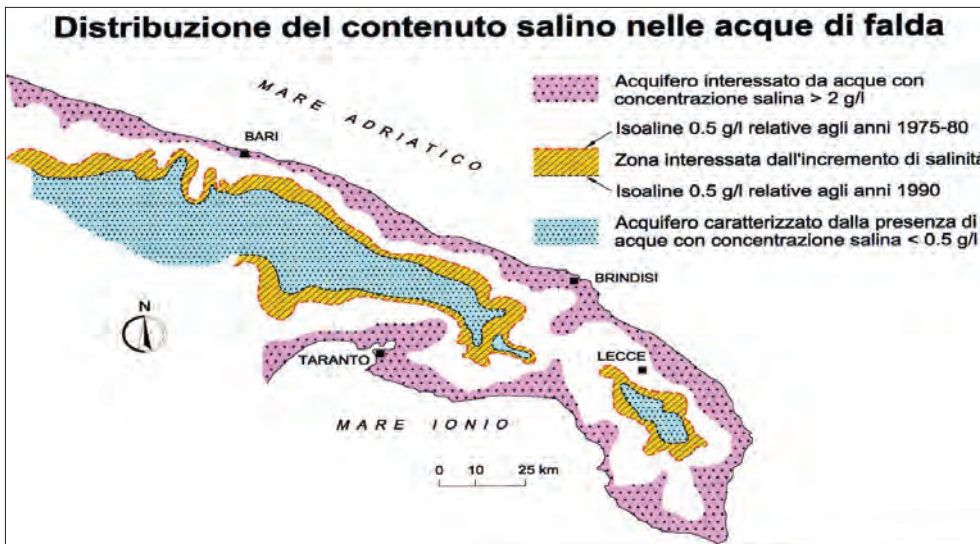 Distribuzione del contenuto salino nelle acque di falda
MARE ADRIATICO
BARI
Acquifero interessato da acque con
concentrazione salina > 2 g/l
Isoaline 0.5 g/l relative agli anni 1975-80
Zona interessata dall'incremento di salinità
Isoaline 0.5 g/l relative agli anni 1990
Acquifero caratterizzato dalla presenza di
acque con concentrazione salina < 0.5 g/l
BRINDISI
N
TARANTO
LECCE
MARE IONIO
0 10 25 km